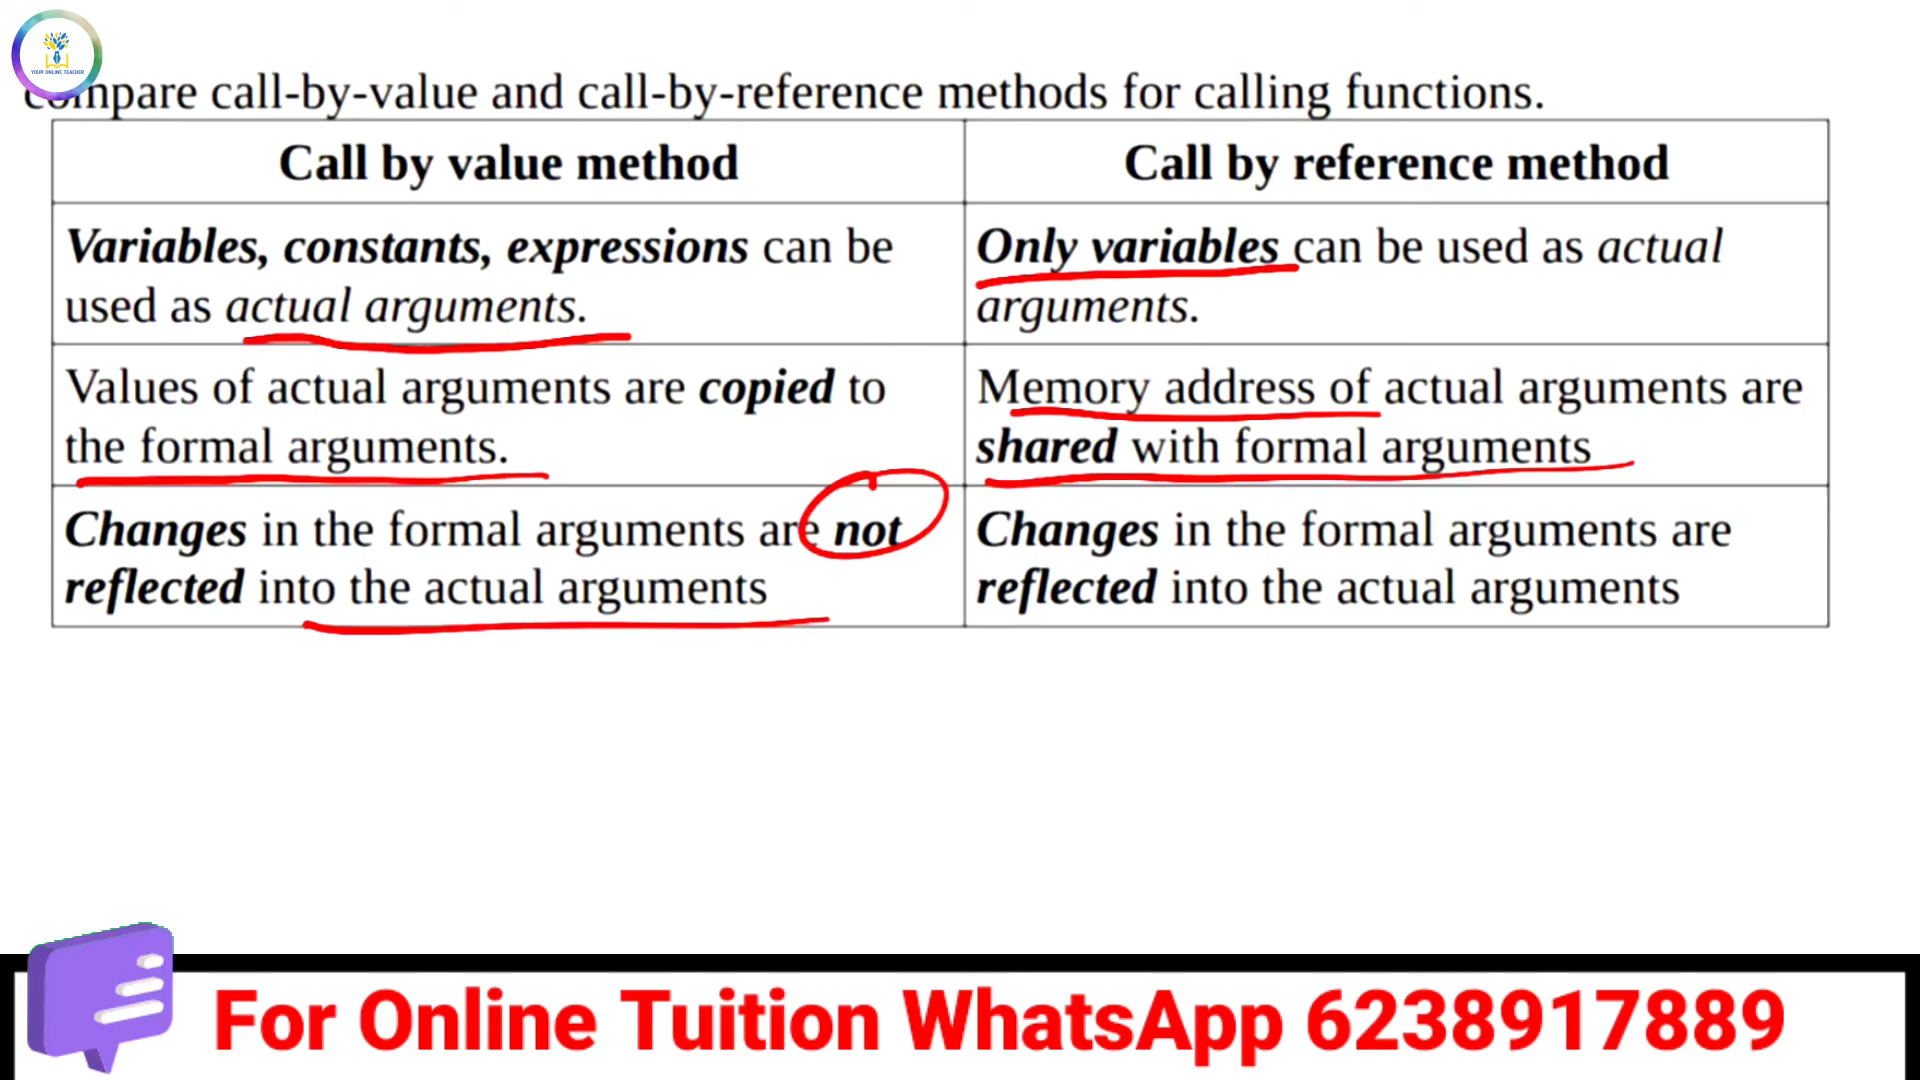 YOUR ONLINE TEACHER
compare call-by-value and call-by-reference methods for calling functions.
Call by value method
Call by reference method
Variables, constants, expressions can be
used as actual arguments.
Only variables can be used as actual
arguments.
Values of actual arguments are copied to
the formal arguments.
Memory address of actual arguments are
shared with formal arguments
Changes in the formal arguments are not
reflected into the actual arguments
Changes in the formal arguments are
reflected into the actual arguments
For Online Tuition WhatsApp 6238917889